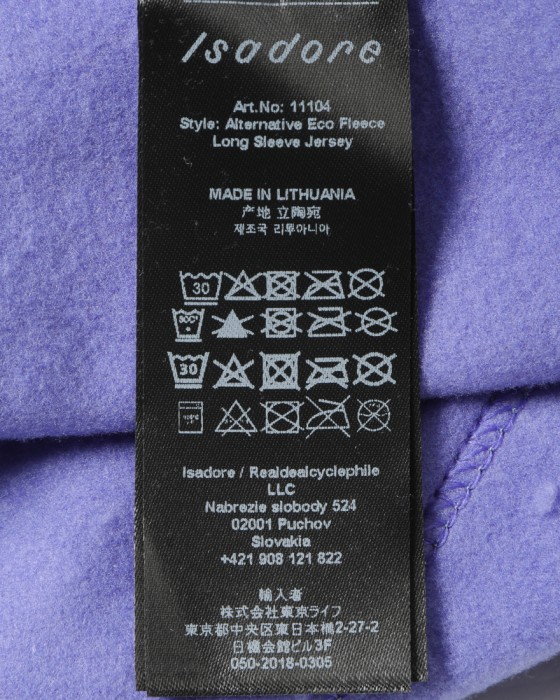 Isadore
Art.No: 11104
Style: Alternative Eco Fleece
Long Sleeve Jersey
MADE IN LITHUANIA
产地 立陶宛
제조국 리투아니아
30
30
Isadore / Realdealcyclephile
LLC
Nabrezie slobody 524
02001 Puchov
Slovakia
+421 908 121 822
輸入者
株式会社東京ライフ
東京都中央区東日本橋2-27-2
日機会館ビル3F
050-2018-0305